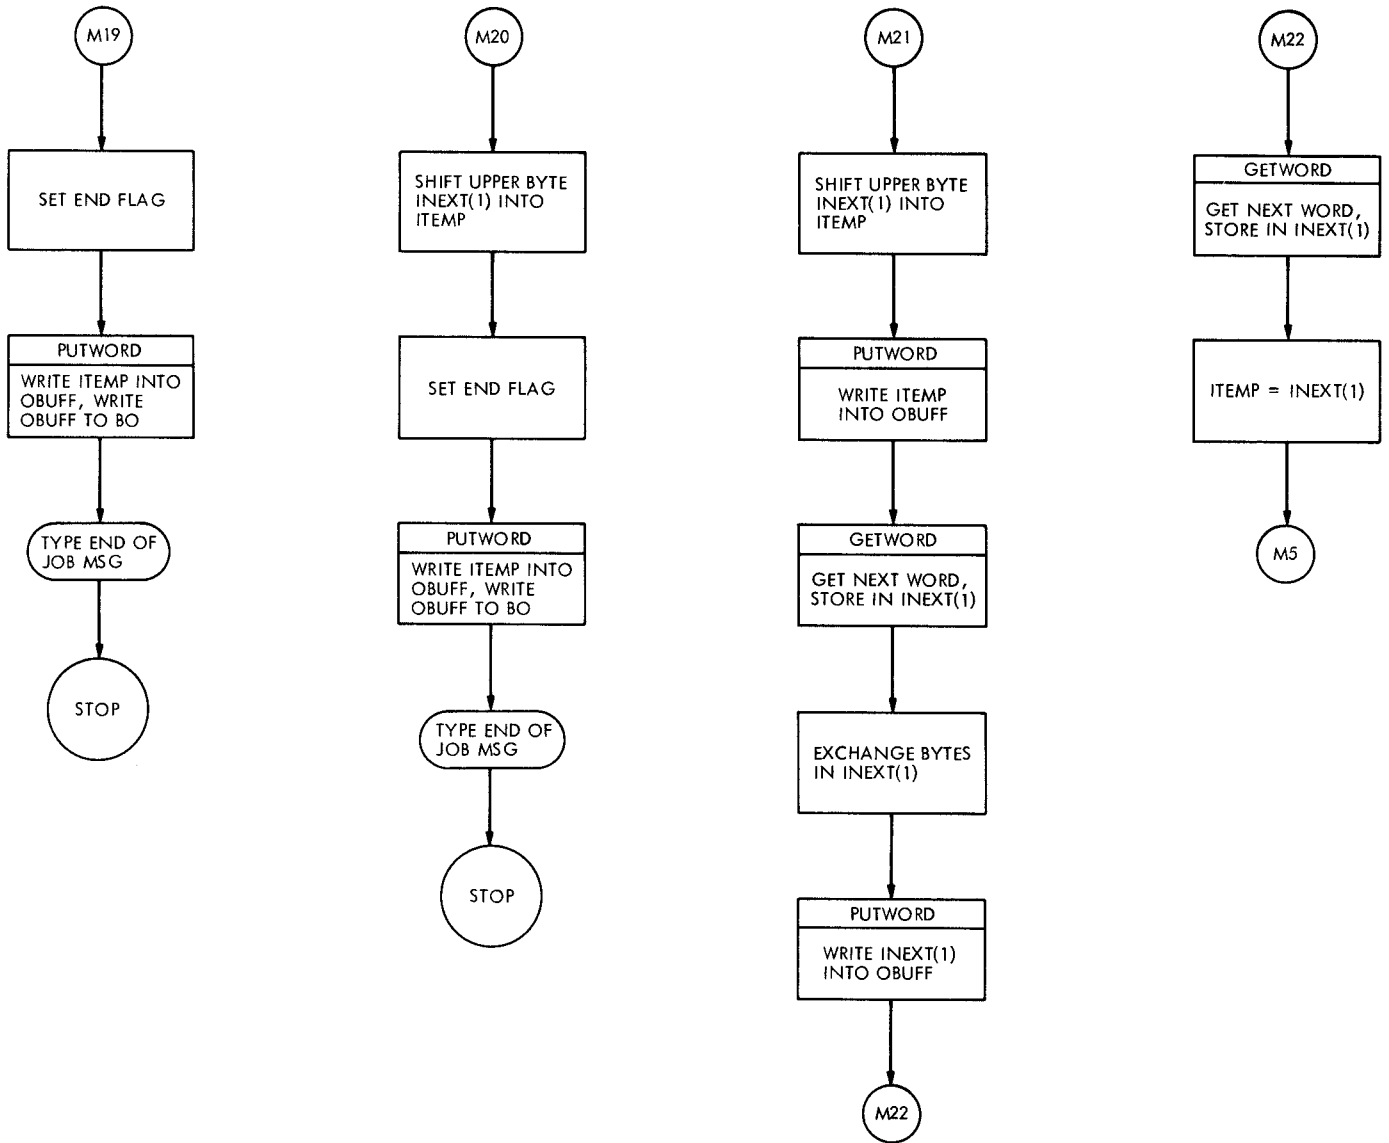 M19
SET END FLAG
PUTWORD
WRITE ITEMP INTO
OBUFF, WRITE
OBUFF TO BO
TYPE END OF
JOB MSG
STOP
M20
SHIFT UPPER BYTE
INEXT(1) INTO
ITEMP
SET END FLAG
PUTWORD
WRITE ITEMP INTO
OBUFF, WRITE
OBUFF TO BO
TYPE END OF
JOB MSG
STOP
M21
SHIFT UPPER BYTE
INEXT(1) INTO
ITEMP
PUTWORD
WRITE ITEMP
INTO OBUFF
GETWORD
GET NEXT WORD,
STORE IN INEXT(1)
EXCHANGE BYTES
IN INEXT(1)
PUTWORD
WRITE INEXT(1)
INTO OBUFF
M22
M22
GETWORD
GET NEXT WORD,
STORE IN INEXT(1)
ITEMP = INEXT(1)
M5